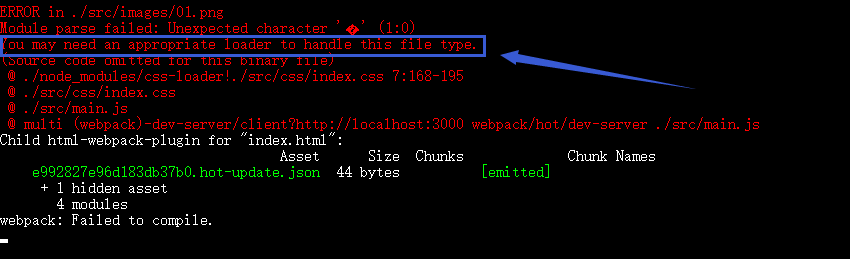 ERROR in ./src/images/01.png
Module parse failed: Unexpected character '�' (1:0)
You may need an appropriate loader to handle this file type.
(Source code omitted for this binary file)
 @ ./node_modules/css-loader!./src/css/index.css 7:168-195
 @ ./src/css/index.css
 @ ./src/main.js
 @ multi (webpack)-dev-server/client?http://localhost:3000 webpack/hot/dev-server ./src/main.js
Child html-webpack-plugin for "index.html":
Asset Size Chunks Chunk Names
e992827e96d183db37b0.hot-update.json 44 bytes [emitted]
+ 1 hidden asset
4 modules
webpack: Failed to compile.